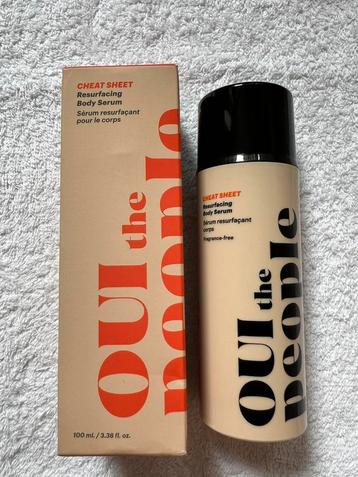 CHEAT SHEET
Resurfacing
Body Serum
Sérum resurfaçant
pour le corps
OUI the
people
100 ml. / 3.38 fl. oz.
CHEAT SHEET
Resurfacing
Body Serum
Sérum resurfaçant
corps
Fragrance-free
OUI the
people